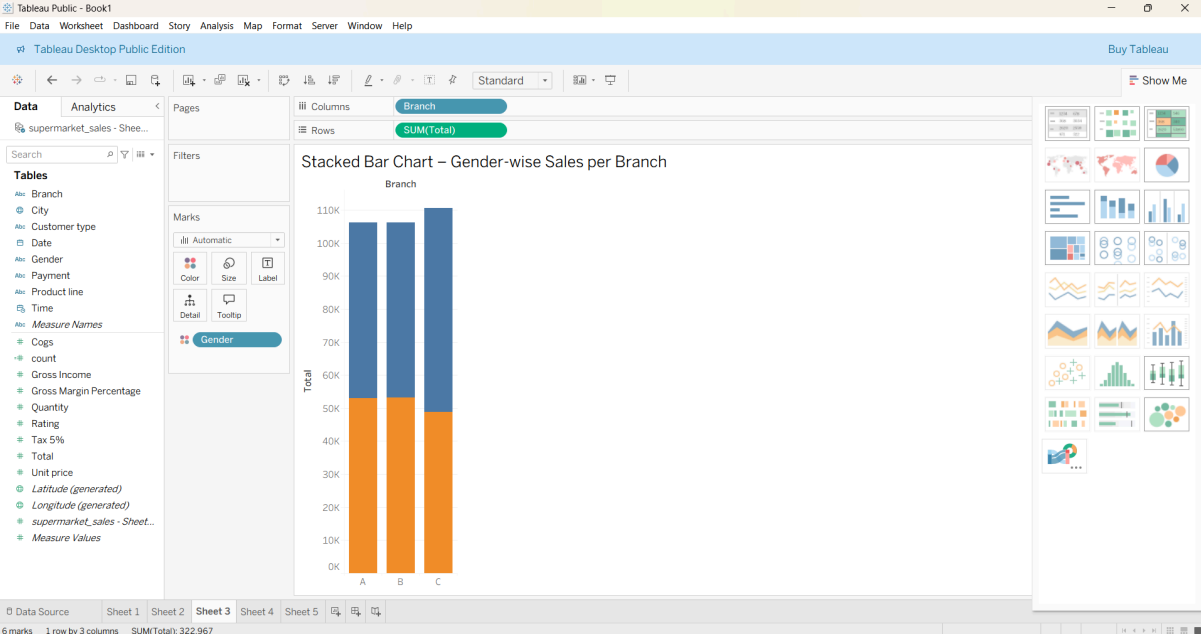 Tableau Public - Book1
File Data Worksheet Dashboard Story Analysis Map Format Server Window Help
Tableau Desktop Public Edition
Buy Tableau
Standard
Show Me
Data
Analytics
supermarket_sales - Shee...
Search
Tables
Abc Branch
City
Abc Customer type
Date
Abc Gender
Abc Payment
Abc Product line
Time
Abc Measure Names
Cogs
count
Gross Income
Gross Margin Percentage
Quantity
Rating
Tax 5%
Total
Unit price
Latitude (generated)
Longitude (generated)
supermarket_sales - Sheet...
Measure Values
Pages
Filters
Marks
Automatic
Color
Size
Label
Detail
Tooltip
Gender
Columns
Branch
Rows
SUM(Total)
Stacked Bar Chart – Gender-wise Sales per Branch
Branch
110K
100K
90K
80K
70K
60K
50K
40K
30K
20K
10K
0K
Total
A
B
C
Data Source
Sheet 1
Sheet 2
Sheet 3
Sheet 4
Sheet 5
6 marks
1 row by 3 columns
SUM(Total): 322,967